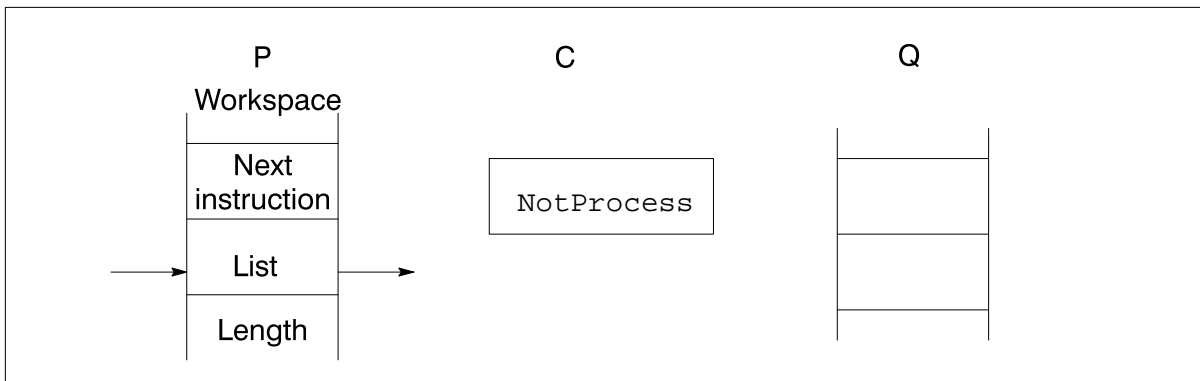 P
C
Q
Workspace
Next
instruction
NotProcess
List
Length